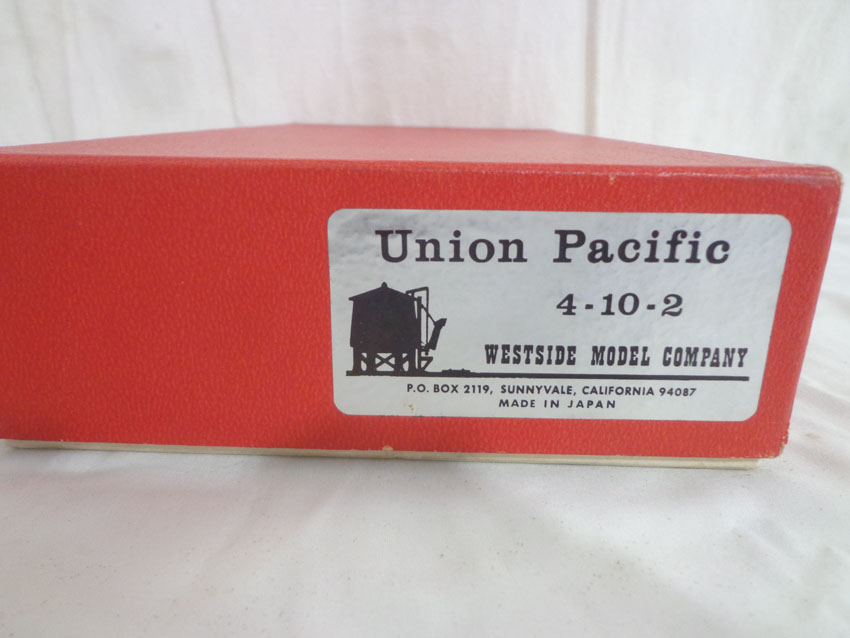 Union Pacific
4-10-2
WESTSIDE MODEL COMPANY
P.O. BOX 2119, SUNNYVALE, CALIFORNIA 94087
MADE IN JAPAN